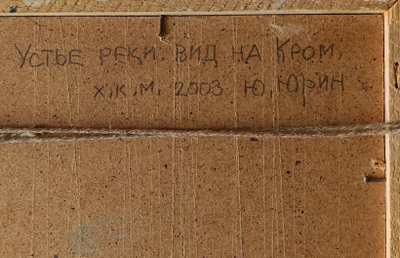 Устье реки. Вид на Кром.
х.к.м. 2003 Ю. Юрин